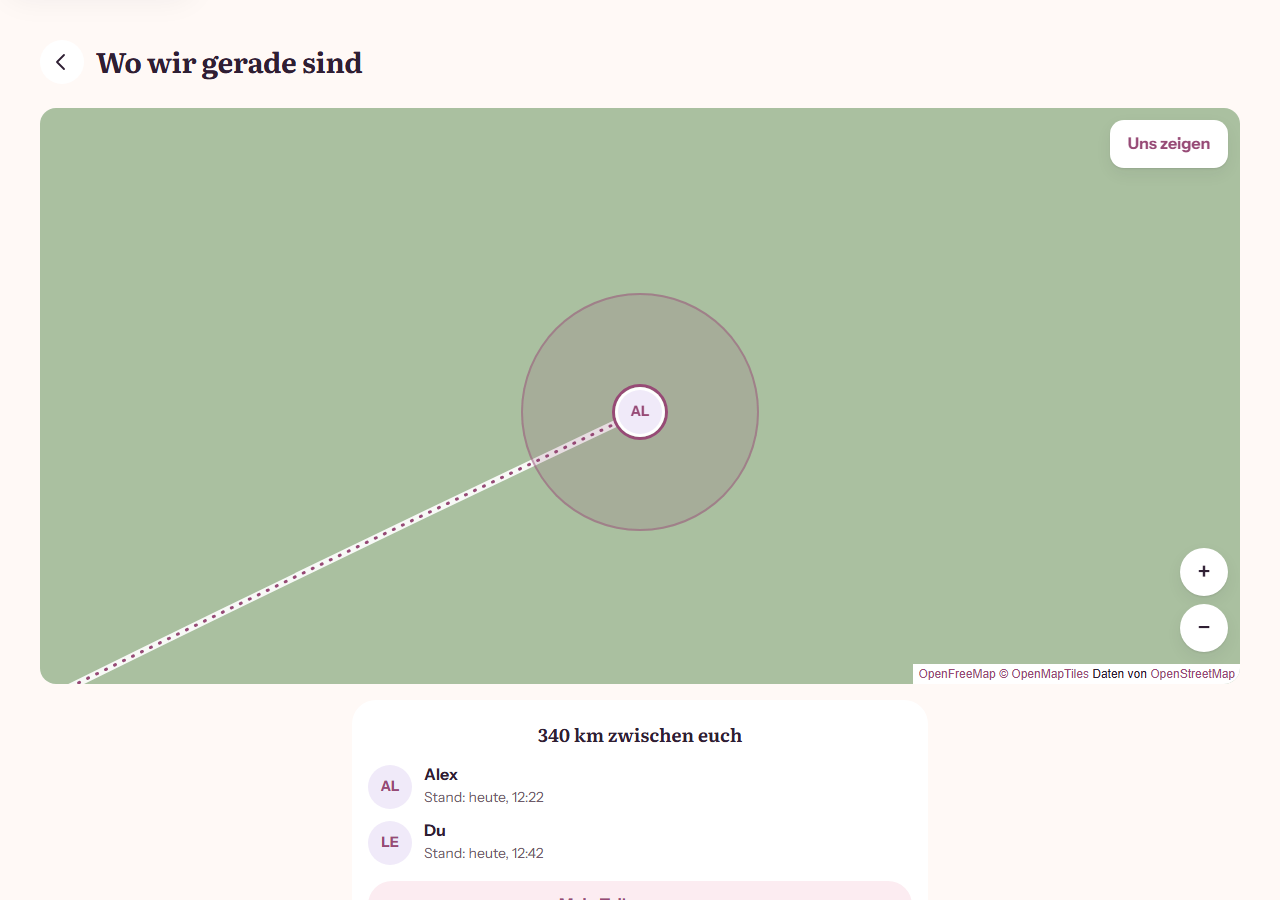 Wo wir gerade sind
Uns zeigen
AL
+
−
OpenFreeMap © OpenMapTiles Daten von OpenStreetMap
340 km zwischen euch
AL
Alex
Stand: heute, 12:22
LE
Du
Stand: heute, 12:42